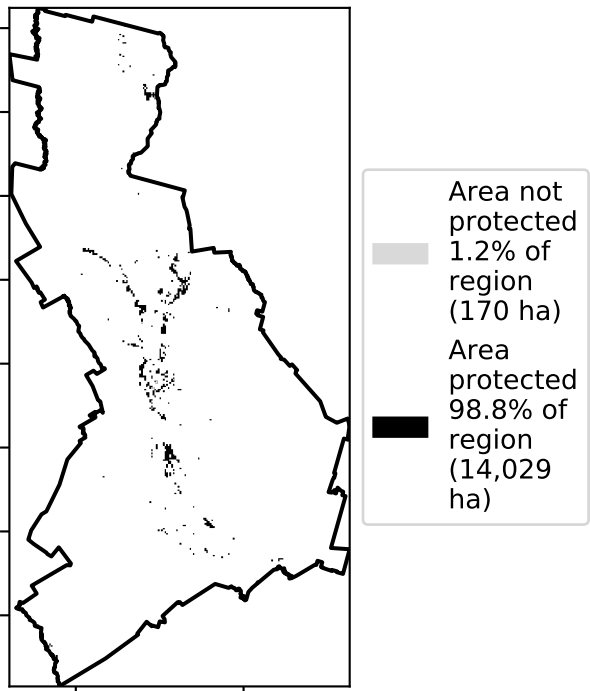 Area not
protected
1.2% of
region
(170 ha)
Area
protected
98.8% of
region
(14,029
ha)